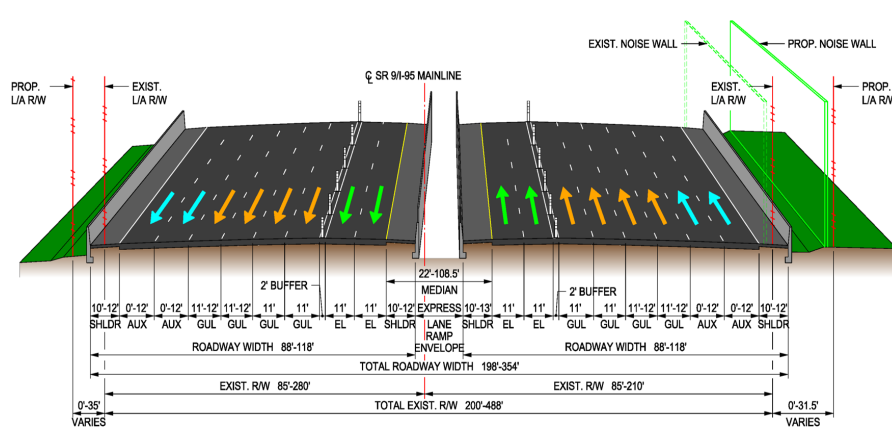 EXIST. NOISE WALL
PROP. NOISE WALL
℄ SR 9/I-95 MAINLINE
PROP.
L/A R/W
EXIST.
L/A R/W
EXIST.
L/A R/W
PROP.
L/A R/W
22'-108.5'
MEDIAN
2' BUFFER
2' BUFFER
10'-12' 0'-12' 0'-12' 11'-12' 11'-12' 11' 11' 11' 11' 10'-12' EXPRESS 10'-13' 11' 11' 11' 11' 11'-12' 11'-12' 0'-12' 0'-12' 10'-12'
SHLDR AUX AUX GUL GUL GUL GUL EL EL SHLDR LANE SHLDR EL EL GUL GUL GUL GUL AUX AUX SHLDR
RAMP
ENVELOPE
ROADWAY WIDTH 88'-118'
ROADWAY WIDTH 88'-118'
TOTAL ROADWAY WIDTH 198'-354'
EXIST. R/W 85'-280'
EXIST. R/W 85'-210'
0'-35'
VARIES
TOTAL EXIST. R/W 200'-488'
0'-31.5'
VARIES